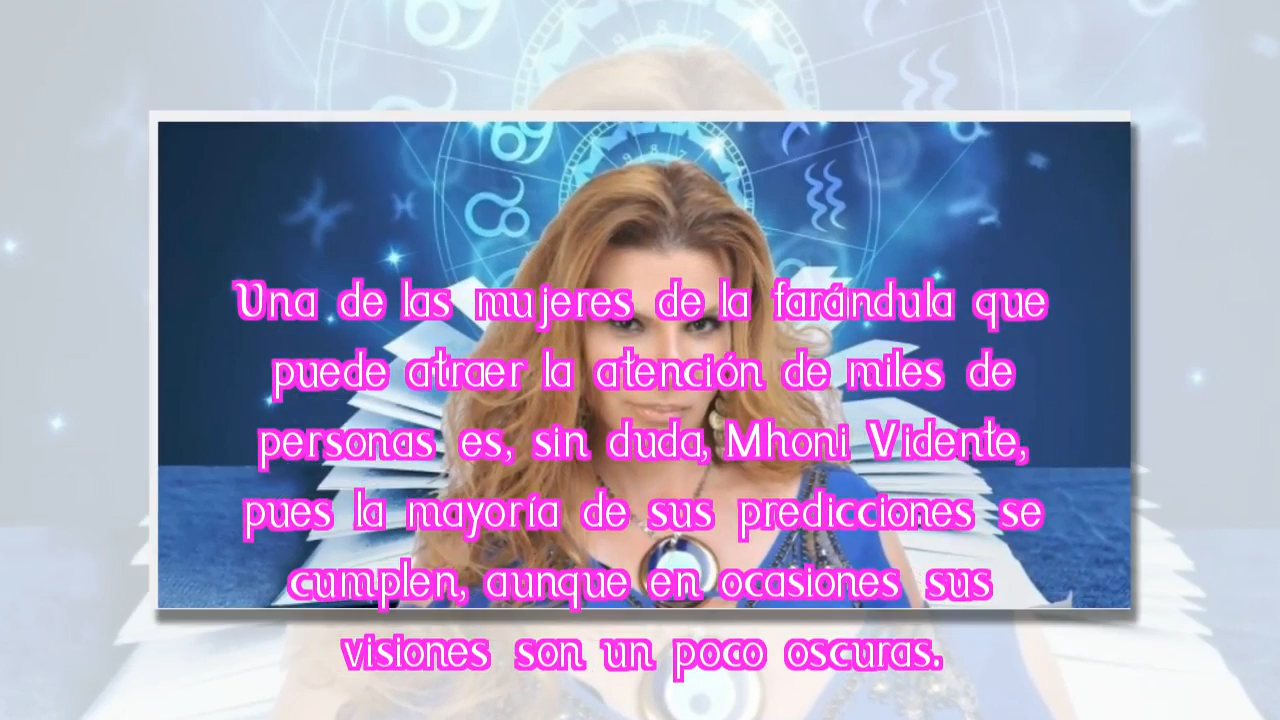 Una de las mujeres de la farándula que
puede atraer la atención de miles de
personas es, sin duda, Mhoni Vidente,
pues la mayoría de sus predicciones se
cumplen, aunque en ocasiones sus
visiones son un poco oscuras.